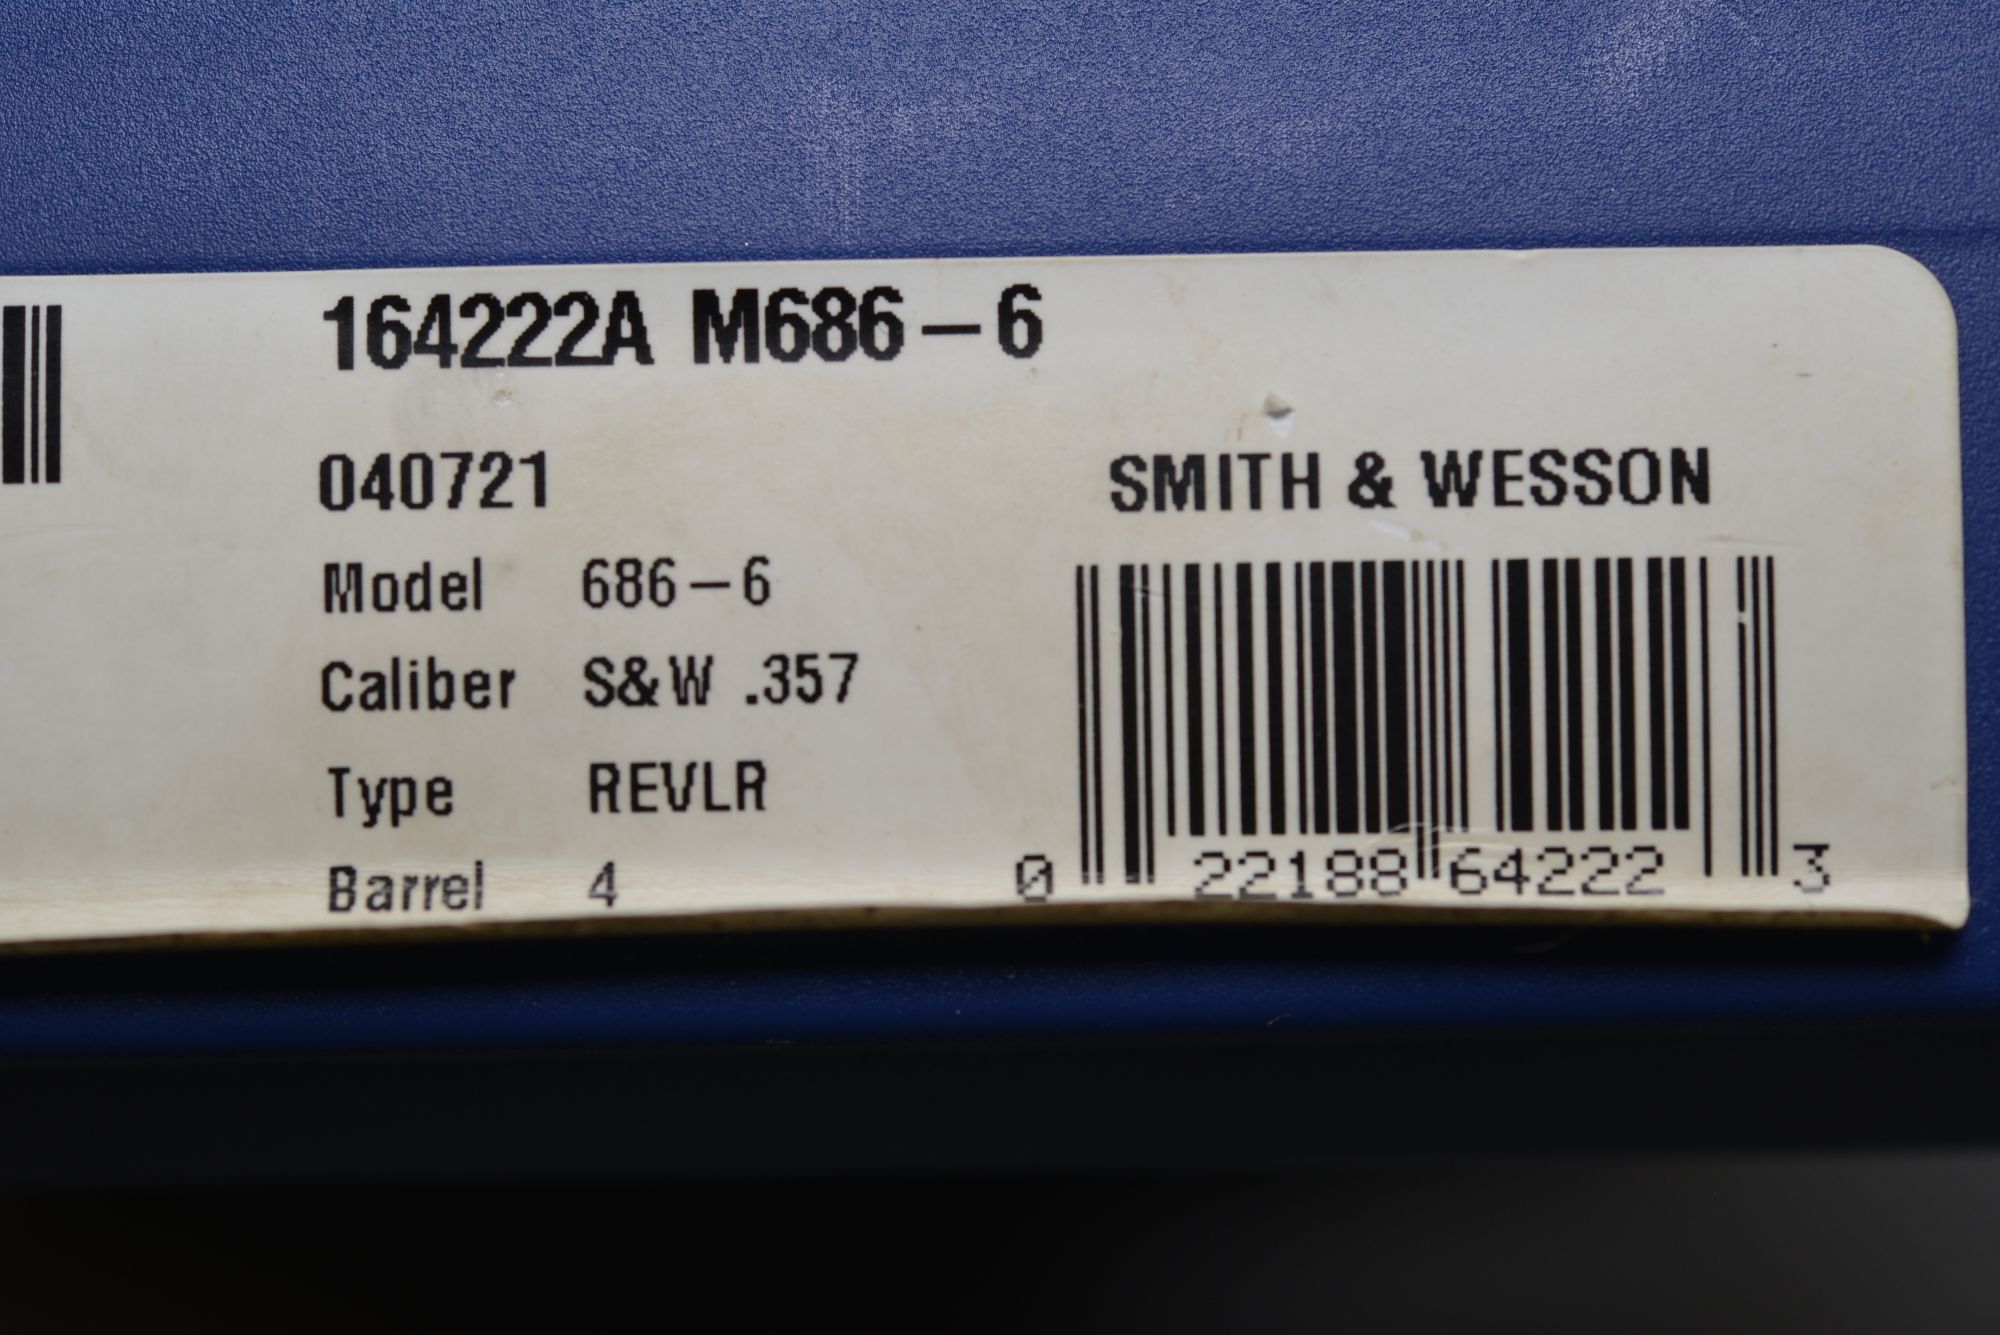 164222A M686-6
040721
SMITH & WESSON
Model 686-6
Caliber S&W .357
Type REVLR
Barrel 4
0 22188 64222 3